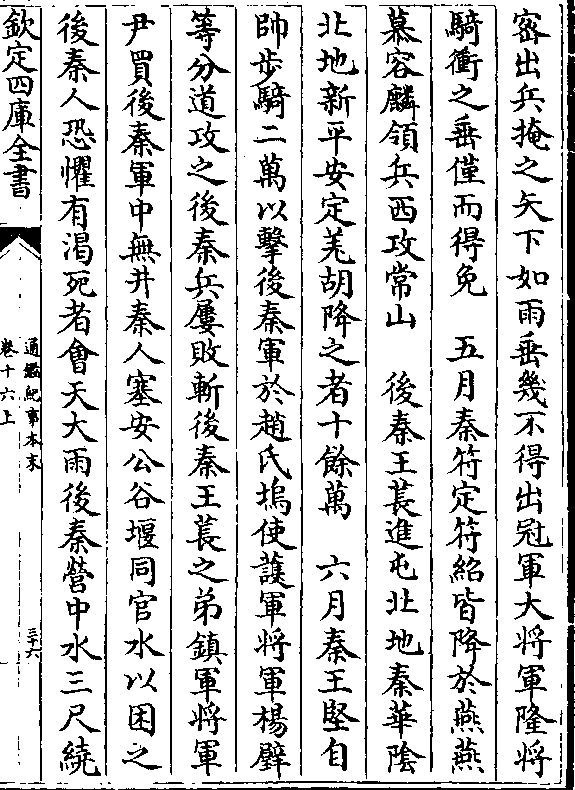 密出兵掩之矢下如雨垂幾不得出冠軍大将軍隆将
騎衝之垂僅而得免　五月秦符定符紹皆降於燕燕
慕容麟領兵西攻常山　後秦王萇進屯北地秦華陰
北地新平安定羌胡降之者十餘萬　六月秦王堅自
帥步騎二萬以擊後秦軍於趙氏塢使護軍将軍楊璧
等分道攻之後秦兵屢敗斬後秦王萇之弟鎮軍将軍
尹買後秦軍中無井秦人塞安公谷堰同官水以困之
後秦人恐懼有渴死者會天大雨後秦營中水三尺繞
欽定四庫全書
通鑑紀事本末
卷十六上
三十六